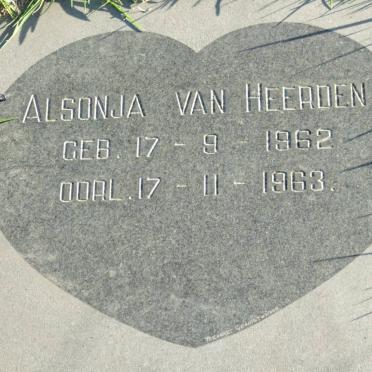 ALSONJA VAN HEERDEN
GEB. 17 - 9 - 1962
OORL. 17 - 11 - 1963.